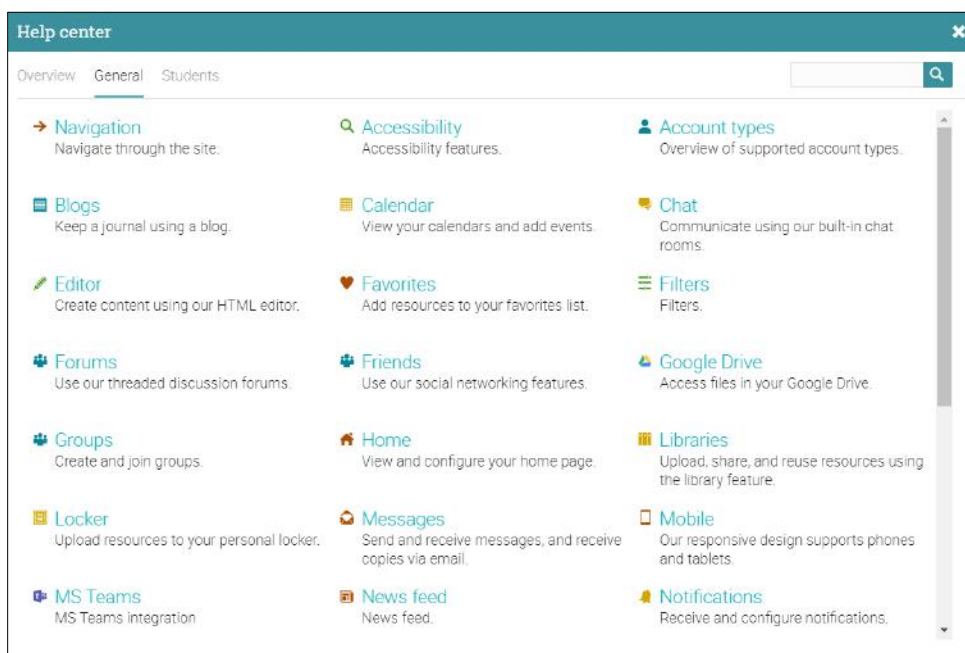 Help center
Overview General Students
Navigation
Navigate through the site.
Accessibility
Accessibility features.
Account types
Overview of supported account types.
Blogs
Keep a journal using a blog.
Calendar
View your calendars and add events.
Chat
Communicate using our built-in chat
rooms.
Editor
Create content using our HTML editor.
Favorites
Add resources to your favorites list.
Filters
Filters.
Forums
Use our threaded discussion forums.
Friends
Use our social networking features.
Google Drive
Access files in your Google Drive.
Groups
Create and join groups.
Home
View and configure your home page.
Libraries
Upload, share, and reuse resources using
the library feature.
Locker
Upload resources to your personal locker.
Messages
Send and receive messages, and receive
copies via email.
Mobile
Our responsive design supports phones
and tablets.
MS Teams
MS Teams integration
News feed
News feed.
Notifications
Receive and configure notifications.